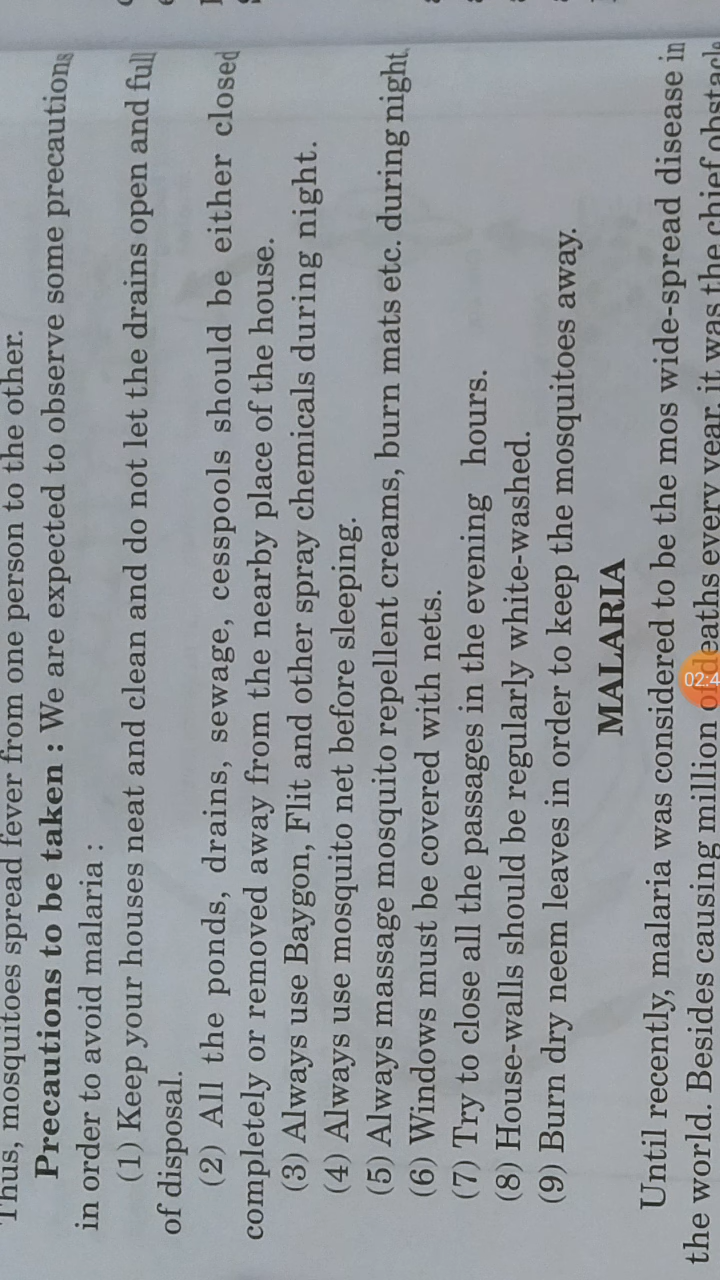 Thus, mosquitoes spread fever from one person to the other.
Precautions to be taken : We are expected to observe some precautions
in order to avoid malaria :
(1) Keep your houses neat and clean and do not let the drains open and full
of disposal.
(2) All the ponds, drains, sewage, cesspools should be either closed
completely or removed away from the nearby place of the house.
(3) Always use Baygon, Flit and other spray chemicals during night.
(4) Always use mosquito net before sleeping.
(5) Always massage mosquito repellent creams, burn mats etc. during night.
(6) Windows must be covered with nets.
(7) Try to close all the passages in the evening hours.
(8) House-walls should be regularly white-washed.
(9) Burn dry neem leaves in order to keep the mosquitoes away.
MALARIA
Until recently, malaria was considered to be the mos wide-spread disease in
the world. Besides causing million of deaths every year, it was the chief obstacle
02:4